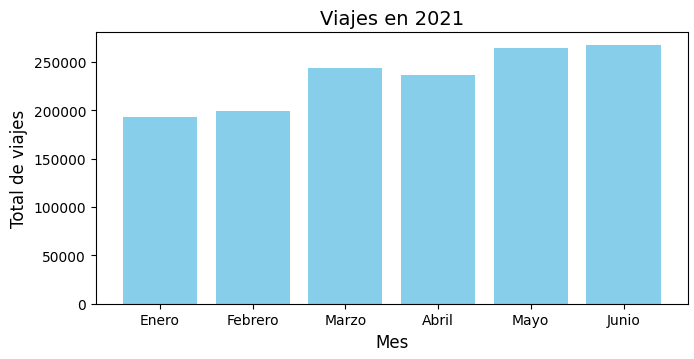 Viajes en 2021
Total de viajes
250000
200000
150000
100000
50000
0
Enero Febrero Marzo Abril Mayo Junio
Mes